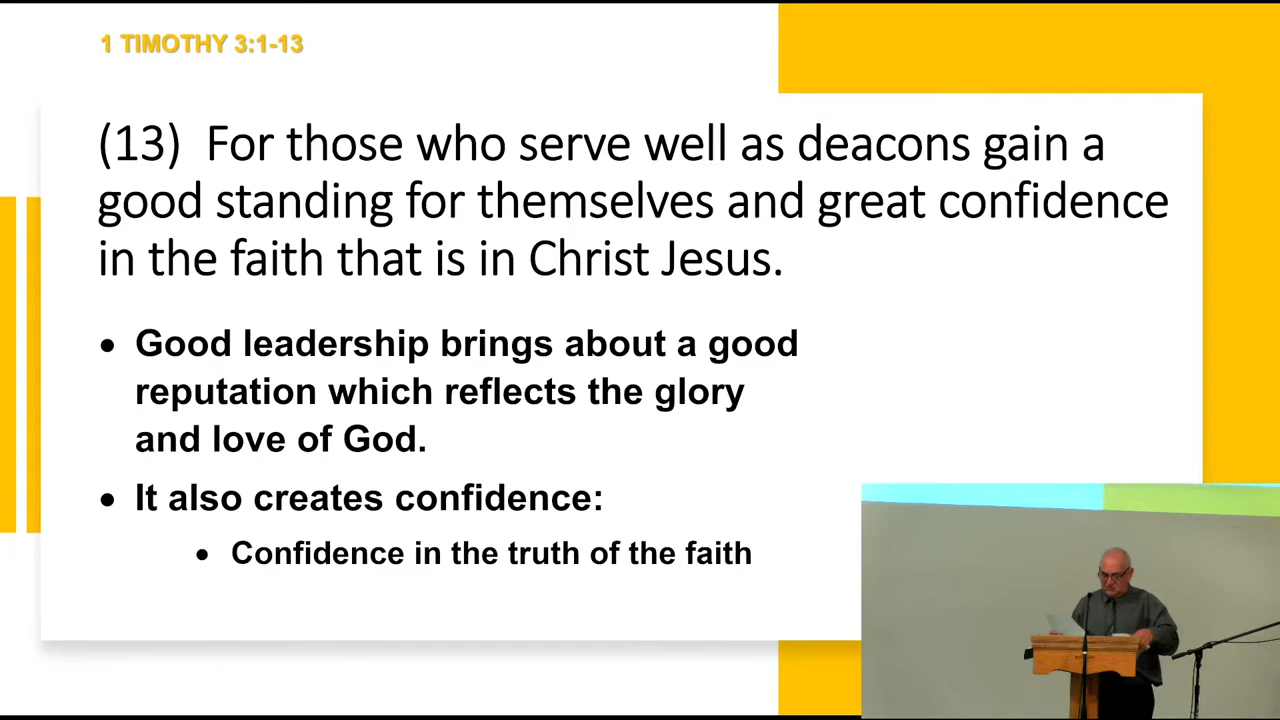 1 TIMOTHY 3:1-13
(13) For those who serve well as deacons gain a
good standing for themselves and great confidence
in the faith that is in Christ Jesus.
• Good leadership brings about a good
reputation which reflects the glory
and love of God.
• It also creates confidence:
• Confidence in the truth of the faith